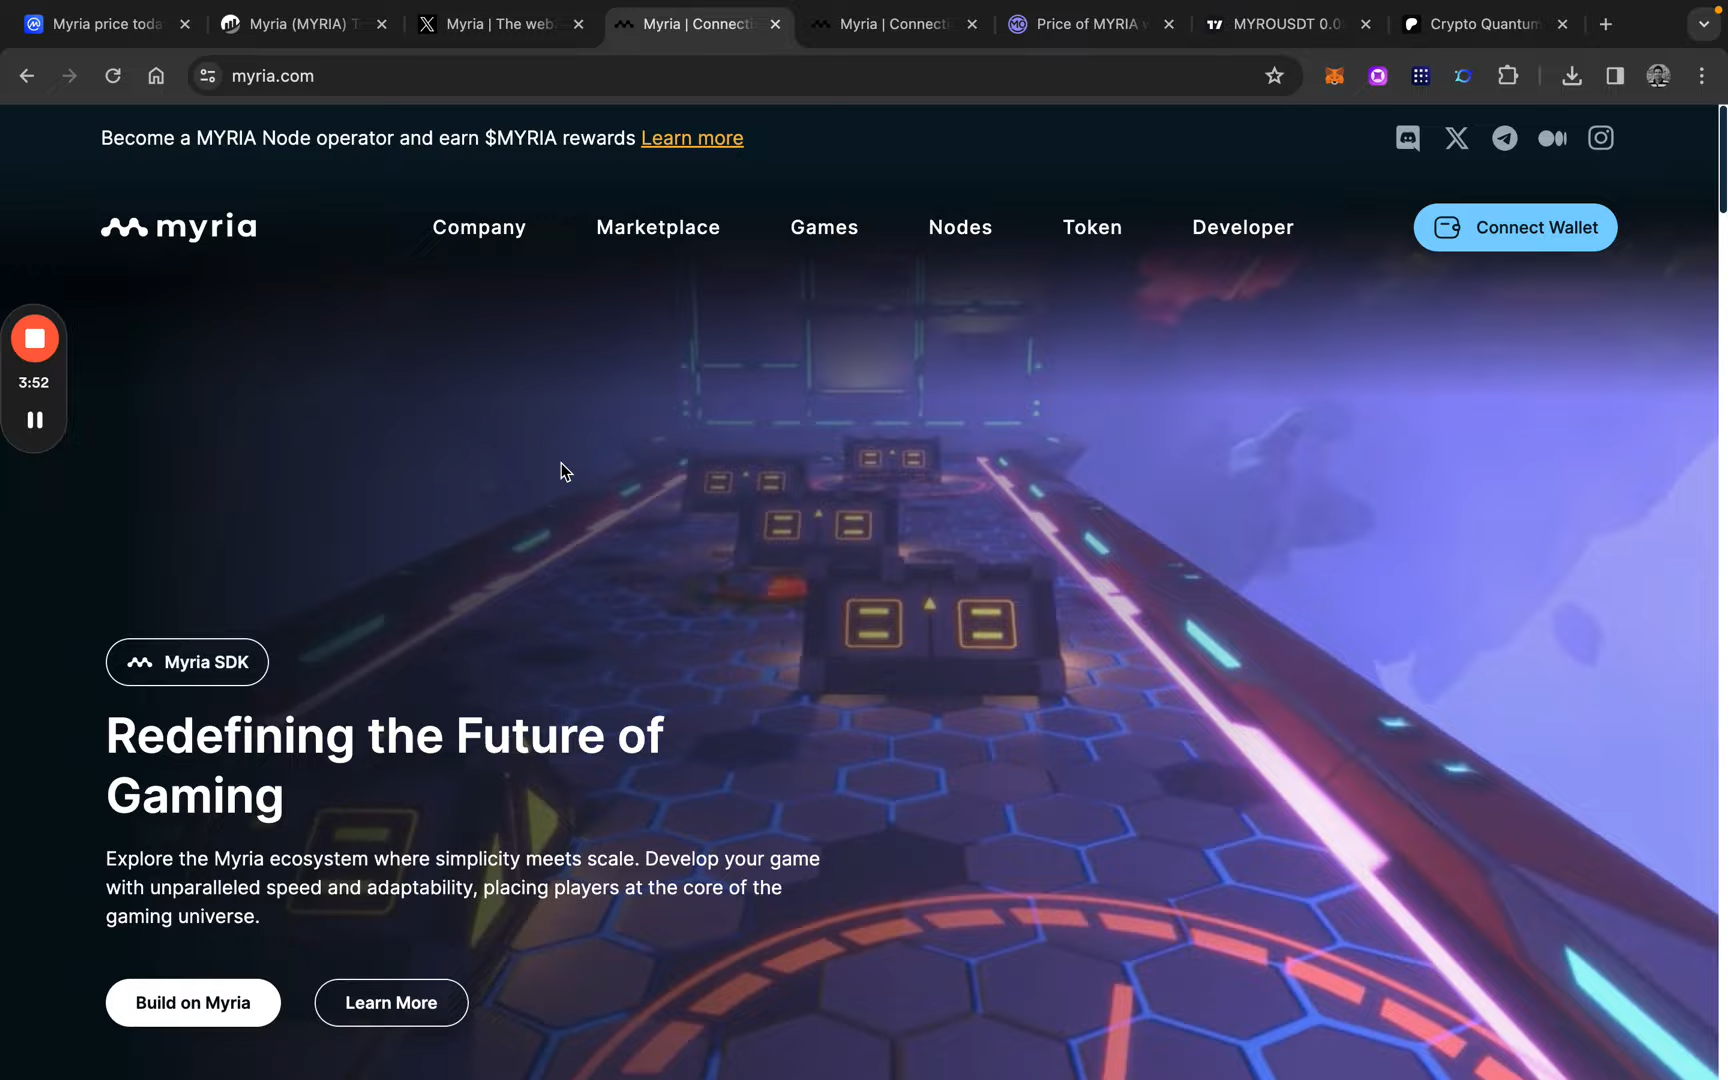 Myria price toda
Myria (MYRIA) T
Myria | The web
Myria | Connecti
Myria | Connecti
Price of MYRIA
MYROUSDT 0.0
Crypto Quantum
myria.com
Become a MYRIA Node operator and earn $MYRIA rewards Learn more
myria
Company
Marketplace
Games
Nodes
Token
Developer
Connect Wallet
3:52
Myria SDK
Redefining the Future of
Gaming
Explore the Myria ecosystem where simplicity meets scale. Develop your game
with unparalleled speed and adaptability, placing players at the core of the
gaming universe.
Build on Myria
Learn More